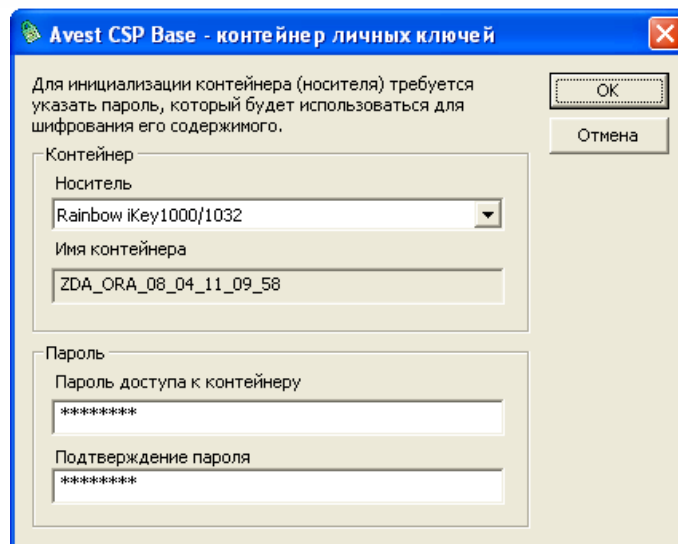 Avest CSP Base - контейнер личных ключей
Для инициализации контейнера (носителя) требуется
указать пароль, который будет использоваться для
шифрования его содержимого.
OK
Отмена
Контейнер
Носитель
Rainbow iKey1000/1032
Имя контейнера
ZDA_ORA_08_04_11_09_58
Пароль
Пароль доступа к контейнеру
********
Подтверждение пароля
********